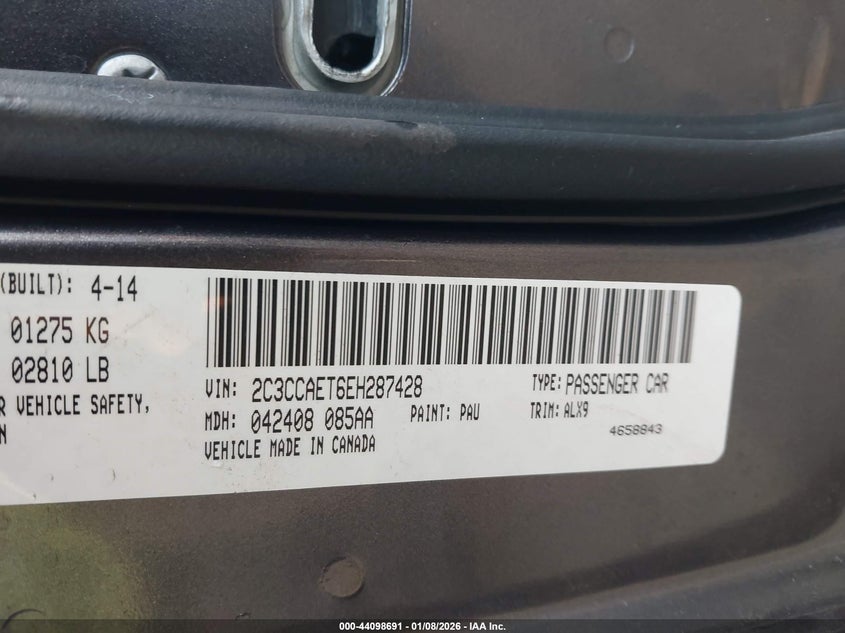 (BUILT): 4-14
01275 KG
02810 LB
R VEHICLE SAFETY,
N
VIN: 2C3CCAET6EH287428 TYPE: PASSENGER CAR
MDH: 042408 085AA PAINT: PAU TRIM: ALX9
VEHICLE MADE IN CANADA 4658843
000-44098691 - 01/08/2026 - IAA Inc.